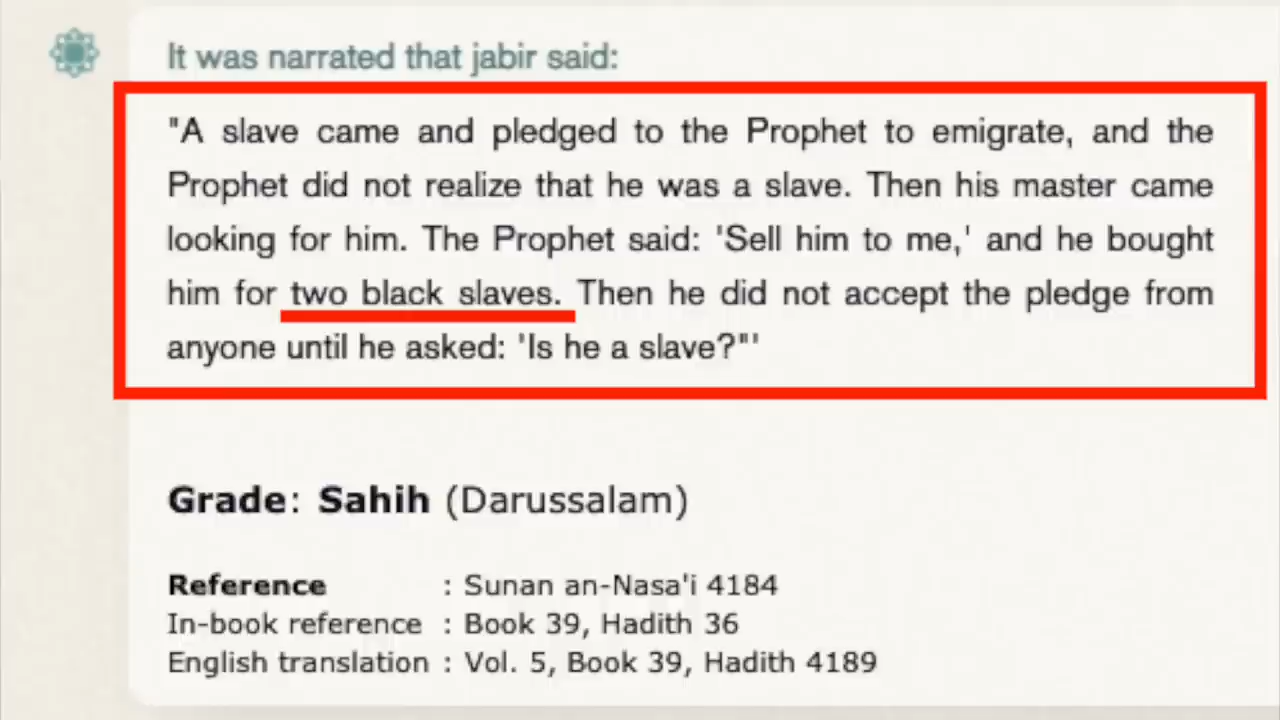 It was narrated that jabir said:
"A slave came and pledged to the Prophet to emigrate, and the
Prophet did not realize that he was a slave. Then his master came
looking for him. The Prophet said: 'Sell him to me,' and he bought
him for two black slaves. Then he did not accept the pledge from
anyone until he asked: 'Is he a slave?"'
Grade: Sahih (Darussalam)
Reference : Sunan an-Nasa'i 4184
In-book reference : Book 39, Hadith 36
English translation : Vol. 5, Book 39, Hadith 4189